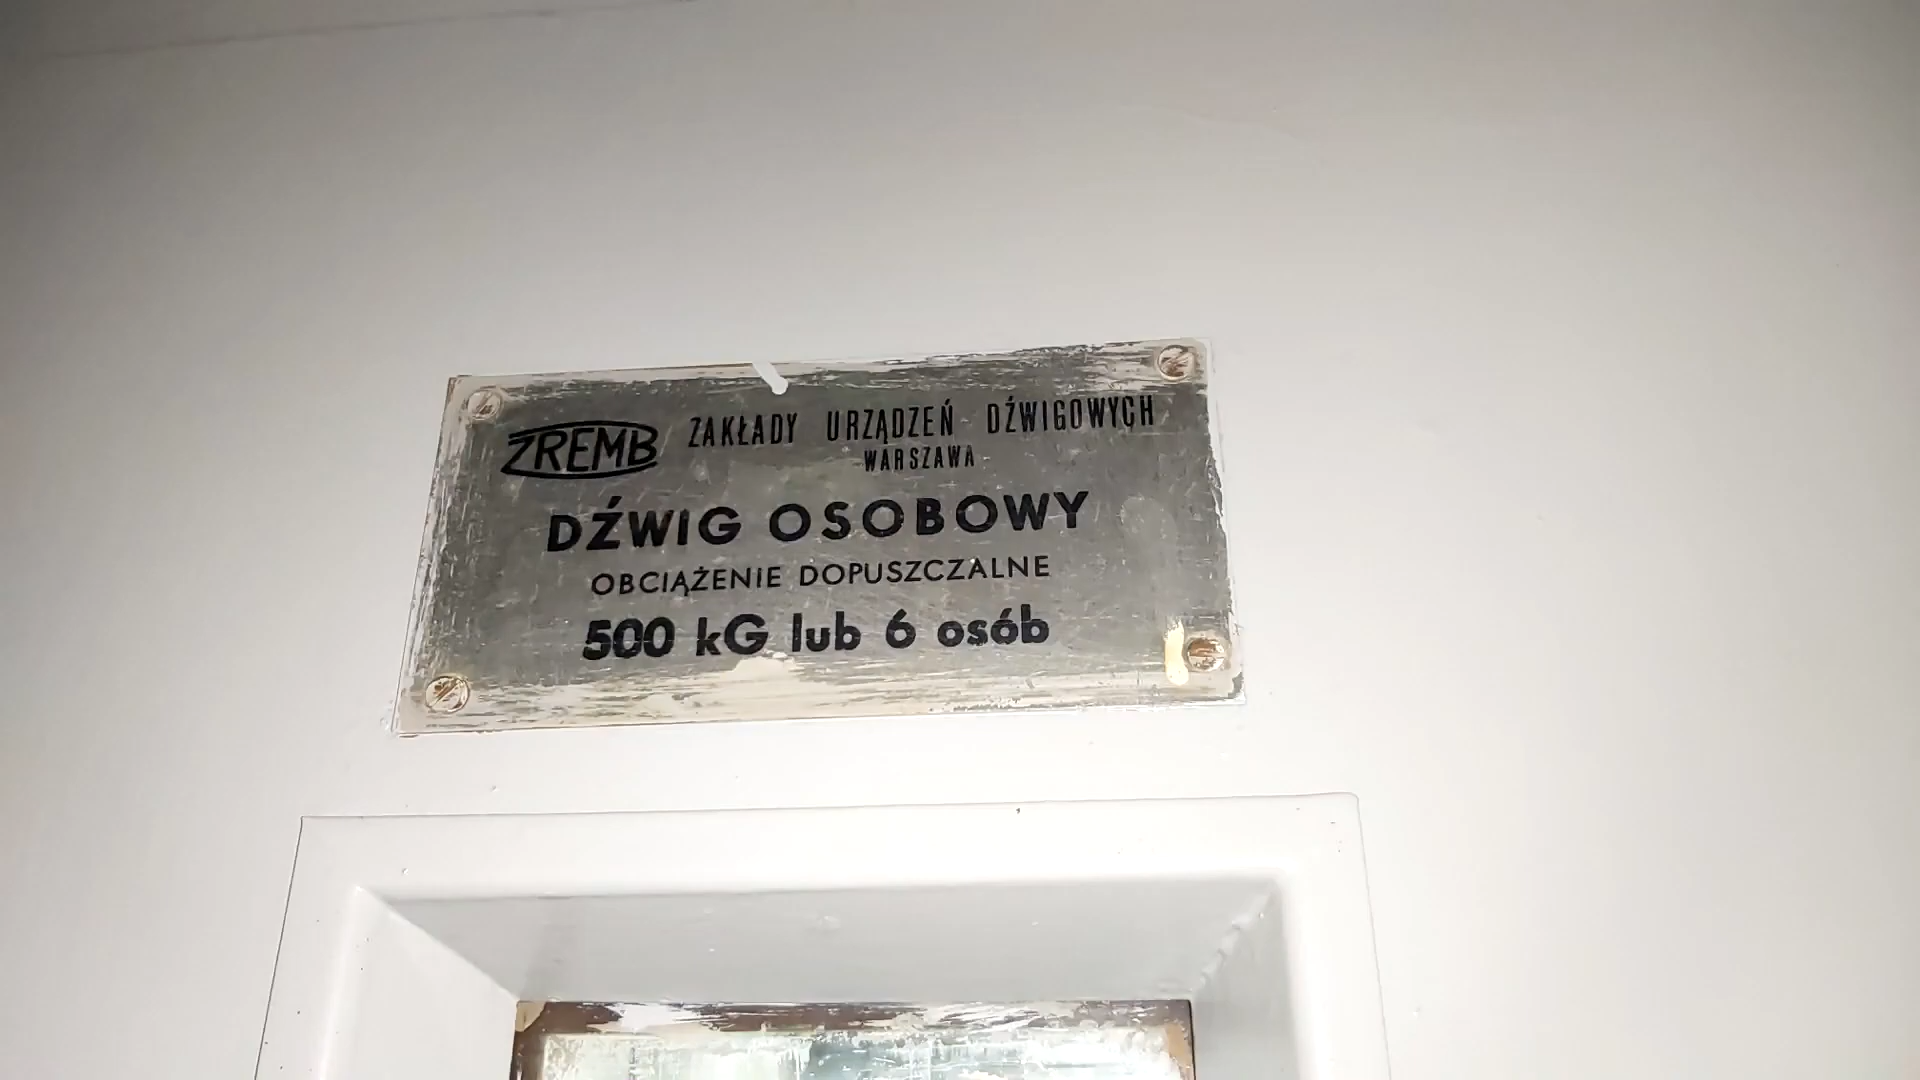 ZREMB ZAKŁADY URZĄDZEŃ DŹWIGOWYCH
WARSZAWA
DŹWIG OSOBOWY
OBCIĄŻENIE DOPUSZCZALNE
500 kG lub 6 osób